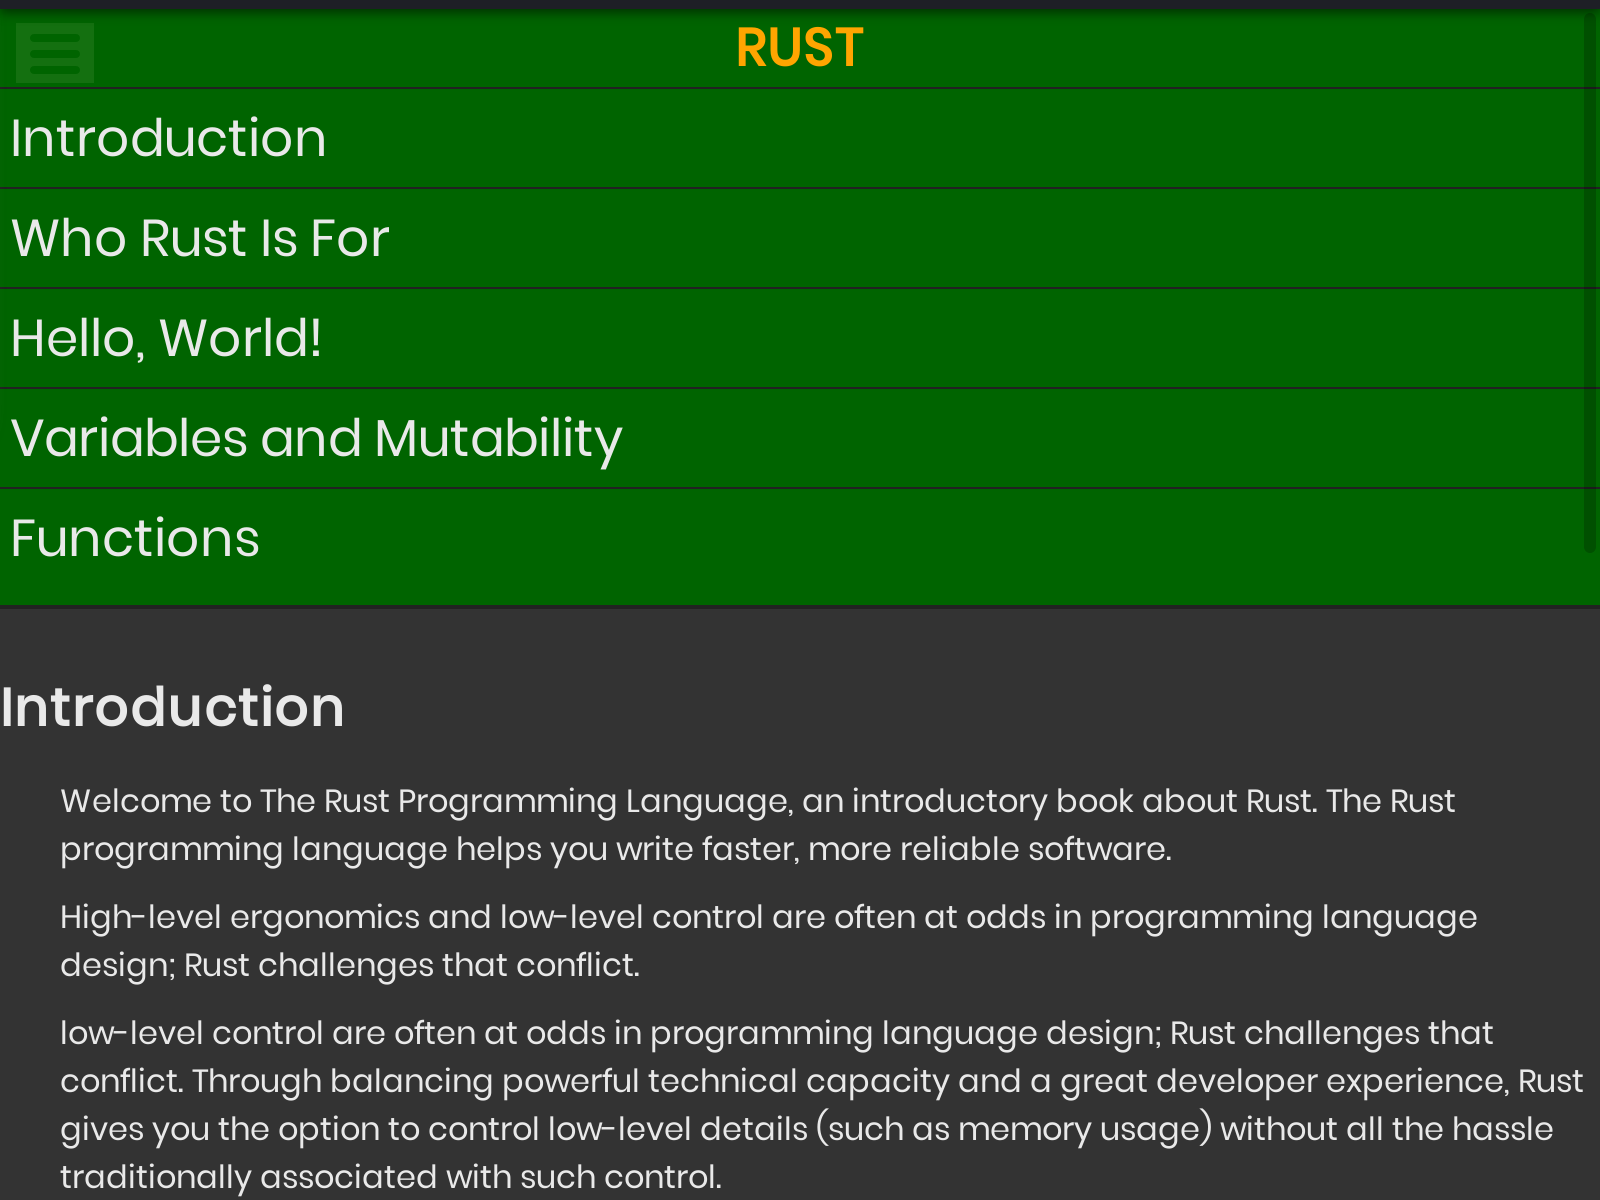 RUST
Introduction
Who Rust Is For
Hello, World!
Variables and Mutability
Functions
Introduction
Welcome to The Rust Programming Language, an introductory book about Rust. The Rust
programming language helps you write faster, more reliable software.
High-level ergonomics and low-level control are often at odds in programming language
design; Rust challenges that conflict.
low-level control are often at odds in programming language design; Rust challenges that
conflict. Through balancing powerful technical capacity and a great developer experience, Rust
gives you the option to control low-level details (such as memory usage) without all the hassle
traditionally associated with such control.